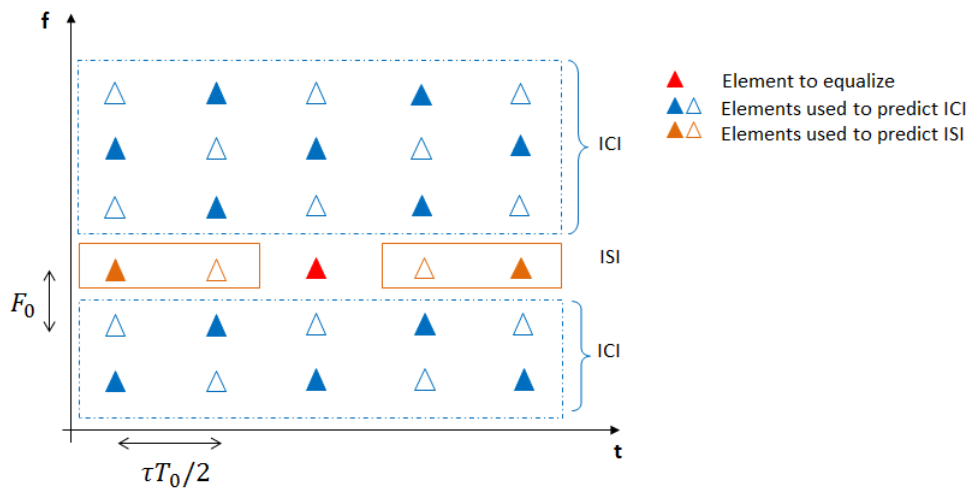 f
Element to equalize
Elements used to predict ICI
Elements used to predict ISI
ICI
ISI
F₀
ICI
t
τT₀/2